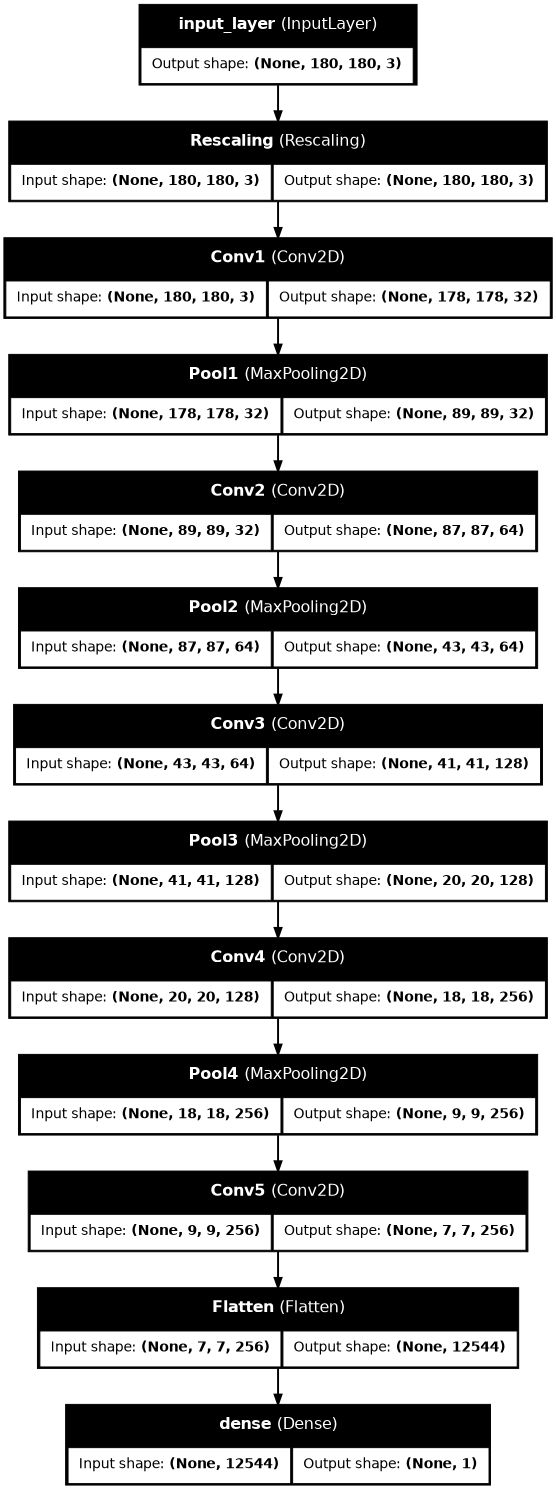 input_layer (InputLayer)
Output shape: (None, 180, 180, 3)
Rescaling (Rescaling)
Input shape: (None, 180, 180, 3) Output shape: (None, 180, 180, 3)
Conv1 (Conv2D)
Input shape: (None, 180, 180, 3) Output shape: (None, 178, 178, 32)
Pool1 (MaxPooling2D)
Input shape: (None, 178, 178, 32) Output shape: (None, 89, 89, 32)
Conv2 (Conv2D)
Input shape: (None, 89, 89, 32) Output shape: (None, 87, 87, 64)
Pool2 (MaxPooling2D)
Input shape: (None, 87, 87, 64) Output shape: (None, 43, 43, 64)
Conv3 (Conv2D)
Input shape: (None, 43, 43, 64) Output shape: (None, 41, 41, 128)
Pool3 (MaxPooling2D)
Input shape: (None, 41, 41, 128) Output shape: (None, 20, 20, 128)
Conv4 (Conv2D)
Input shape: (None, 20, 20, 128) Output shape: (None, 18, 18, 256)
Pool4 (MaxPooling2D)
Input shape: (None, 18, 18, 256) Output shape: (None, 9, 9, 256)
Conv5 (Conv2D)
Input shape: (None, 9, 9, 256) Output shape: (None, 7, 7, 256)
Flatten (Flatten)
Input shape: (None, 7, 7, 256) Output shape: (None, 12544)
dense (Dense)
Input shape: (None, 12544) Output shape: (None, 1)